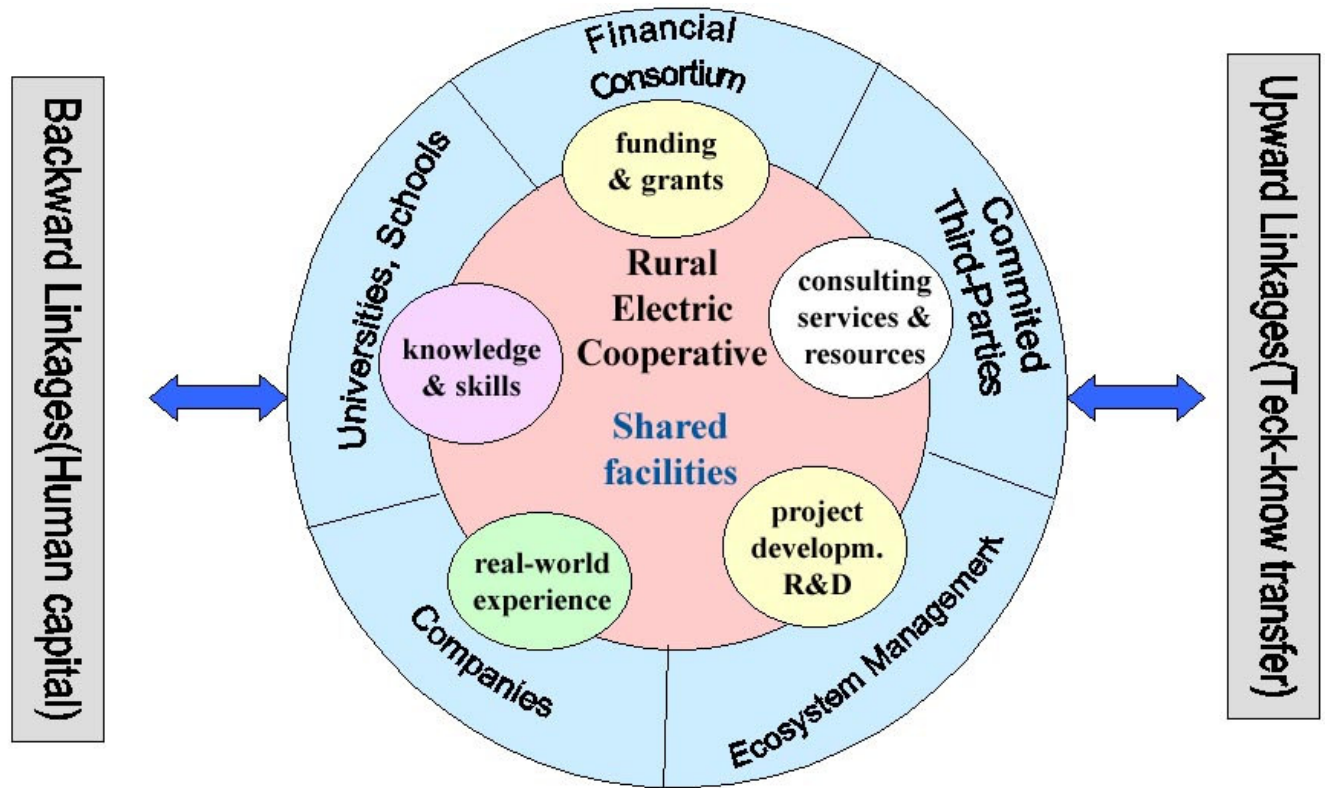 Backward Linkages(Human capital)
Financial
Consortium
funding
& grants
Universities, Schools
Commited
Third-Parties
Rural
Electric
Cooperative
consulting
services &
resources
knowledge
& skills
Shared
facilities
project
developm.
R&D
real-world
experience
Companies
Ecosystem Management
Upward Linkages(Teck-know transfer)